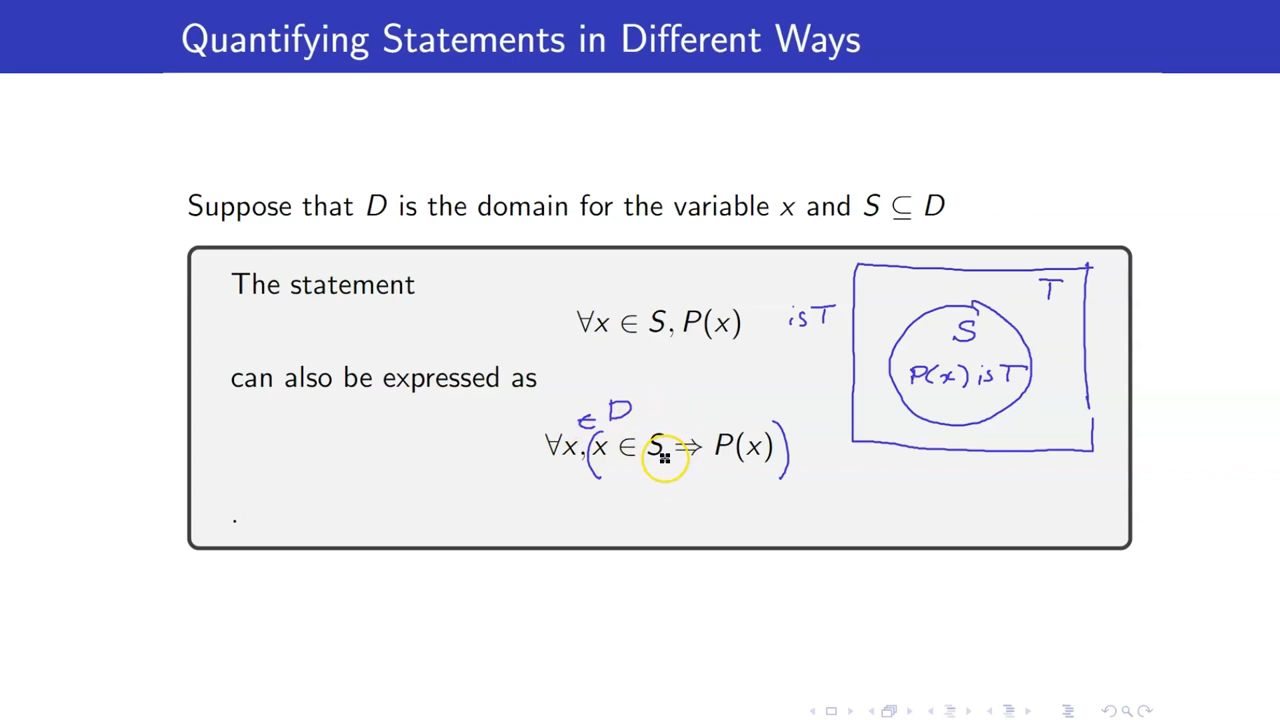 Quantifying Statements in Different Ways
Suppose that D is the domain for the variable x and S ⊆ D
The statement
T
∀x ∈ S, P(x) is T
S
can also be expressed as
P(x) is T
∈ D
∀x, (x ∈ S ⇒ P(x))
.